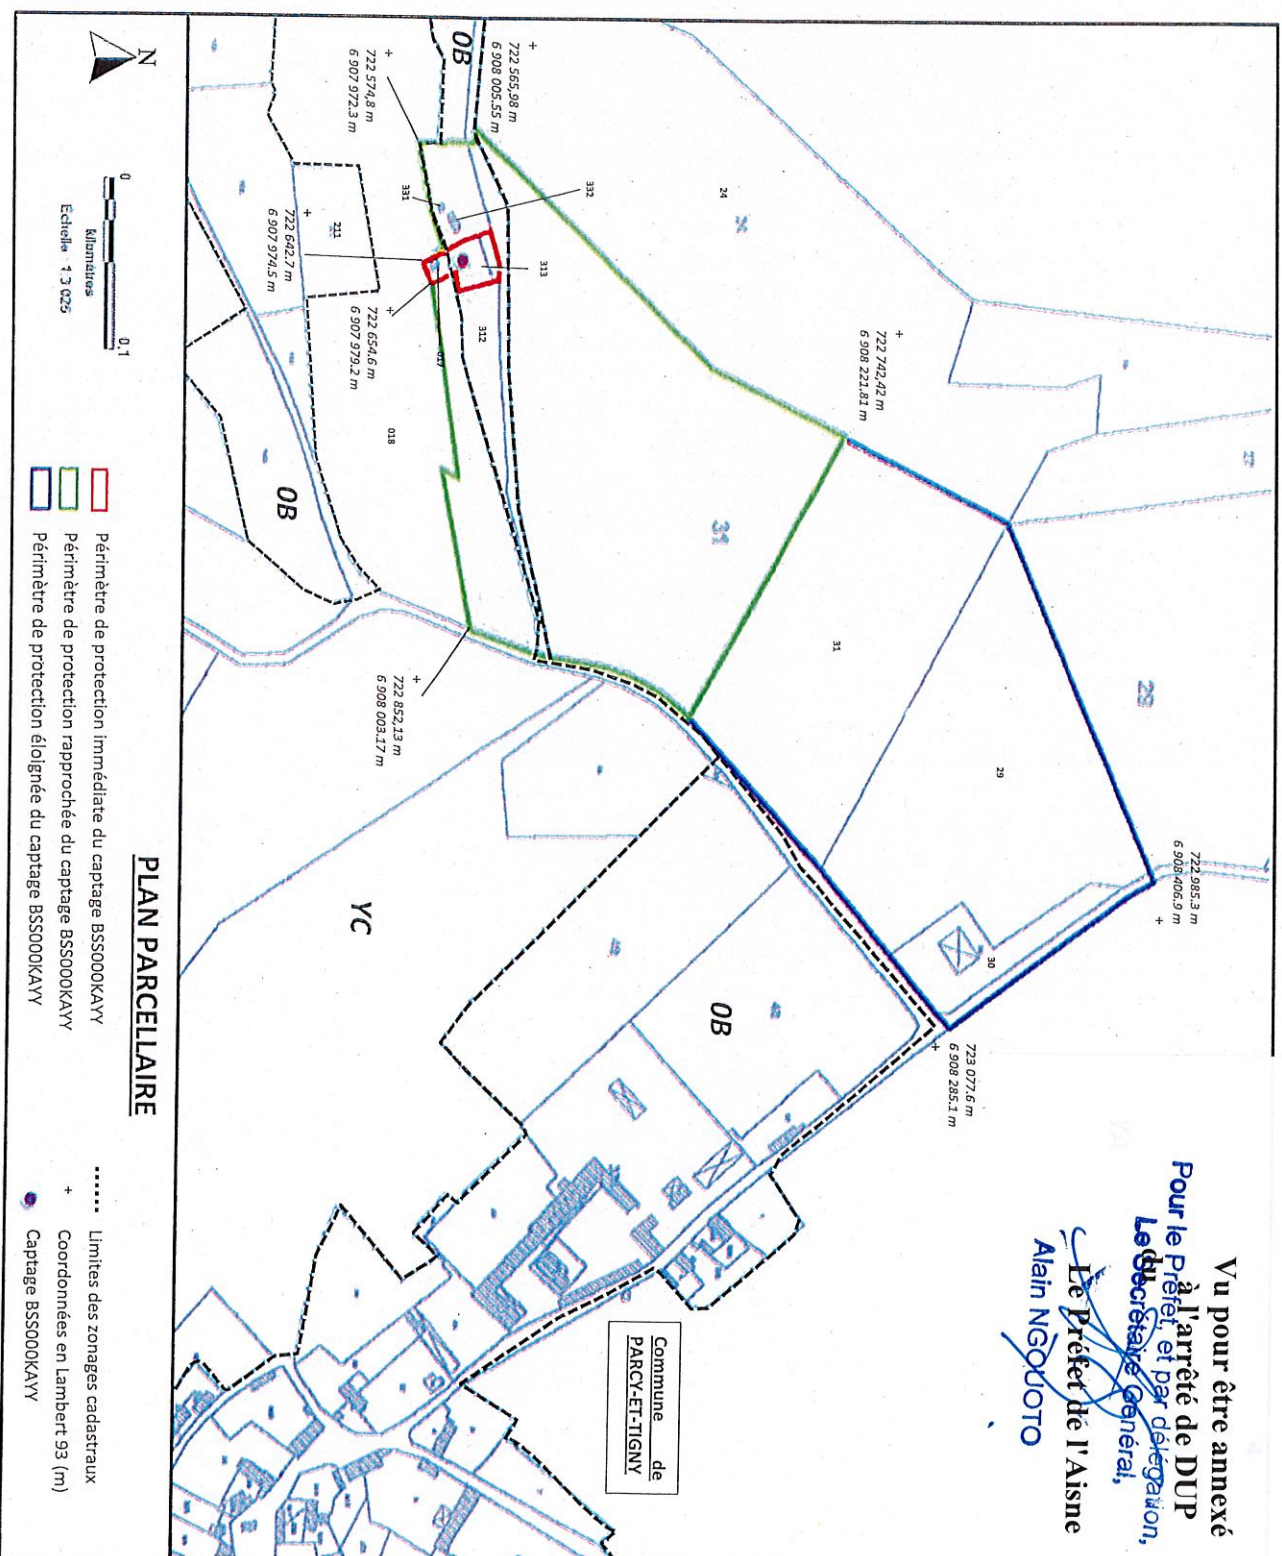 Vu pour être annexé
à l'arrêté de DUP
du
Le Préfet de l'Aisne
Pour le Préfet, et par délégation,
Le Secrétaire Général,
Alain NGOUOTO
722 985.3 m
6 908 406.9 m
723 077.6 m
6 908 285.1 m
722 742,42 m
6 908 221.81 m
722 565,98 m
6 908 005.55 m
722 574,8 m
6 907 972.3 m
722 642.7 m
6 907 974.5 m
722 654.6 m
6 907 979.2 m
722 852,13 m
6 908 003.17 m
27
29
29
30
24
24
31
31
332
331
313
312
017
018
211
0B
0B
0B
YC
Commune de
PARCY-ET-TIGNY
N
0
0.1
kilomètres
Echelle 1:3 025
PLAN PARCELLAIRE
Périmètre de protection immédiate du captage BSS000KAYY
Périmètre de protection rapprochée du captage BSS000KAYY
Périmètre de protection éloignée du captage BSS000KAYY
Limites des zonages cadastraux
+ Coordonnées en Lambert 93 (m)
Captage BSS000KAYY